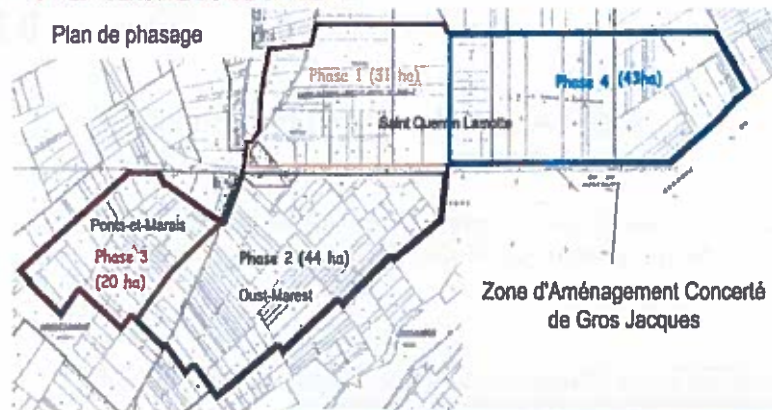 Plan de phasage
Phase 1 (31 ha)
Phase 4 (43ha)
Saint Quentin Lamotte
Ponts-et-Marais
Phase 3
(20 ha)
Phase 2 (44 ha)
Oust-Marest
Zone d'Aménagement Concerté
de Gros Jacques